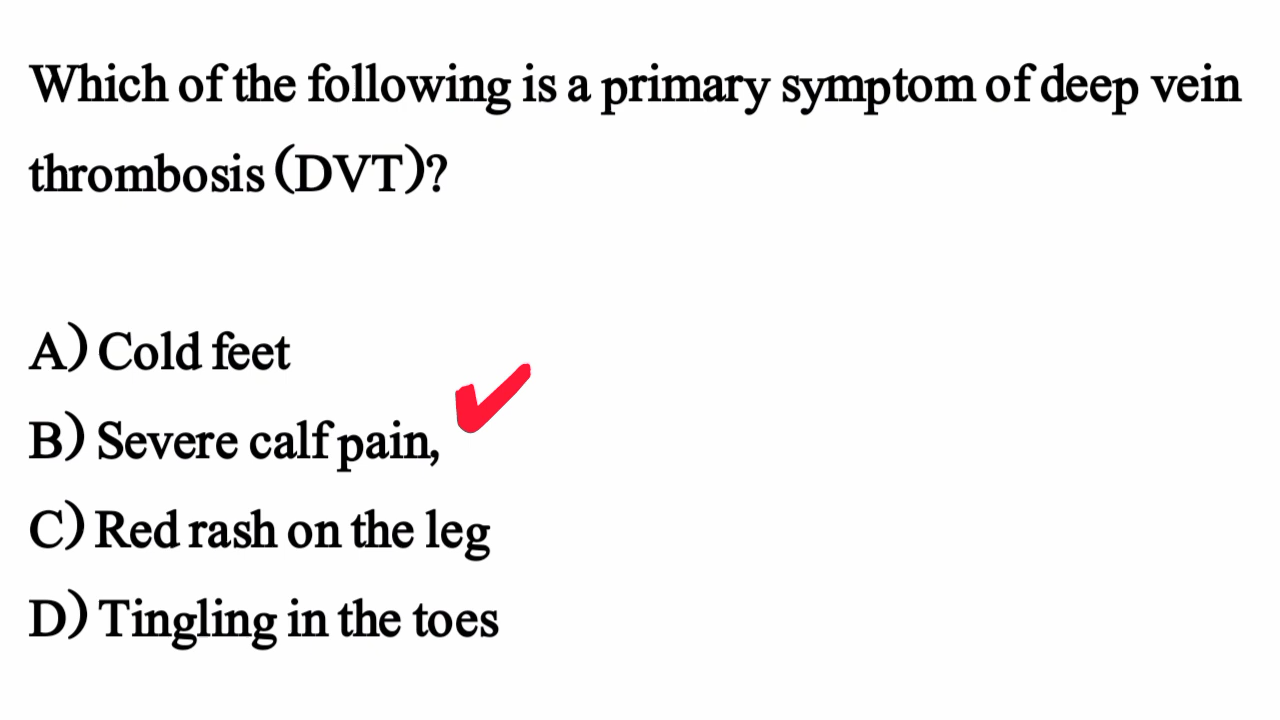 Which of the following is a primary symptom of deep vein
thrombosis (DVT)?
A) Cold feet
B) Severe calf pain,
C) Red rash on the leg
D) Tingling in the toes